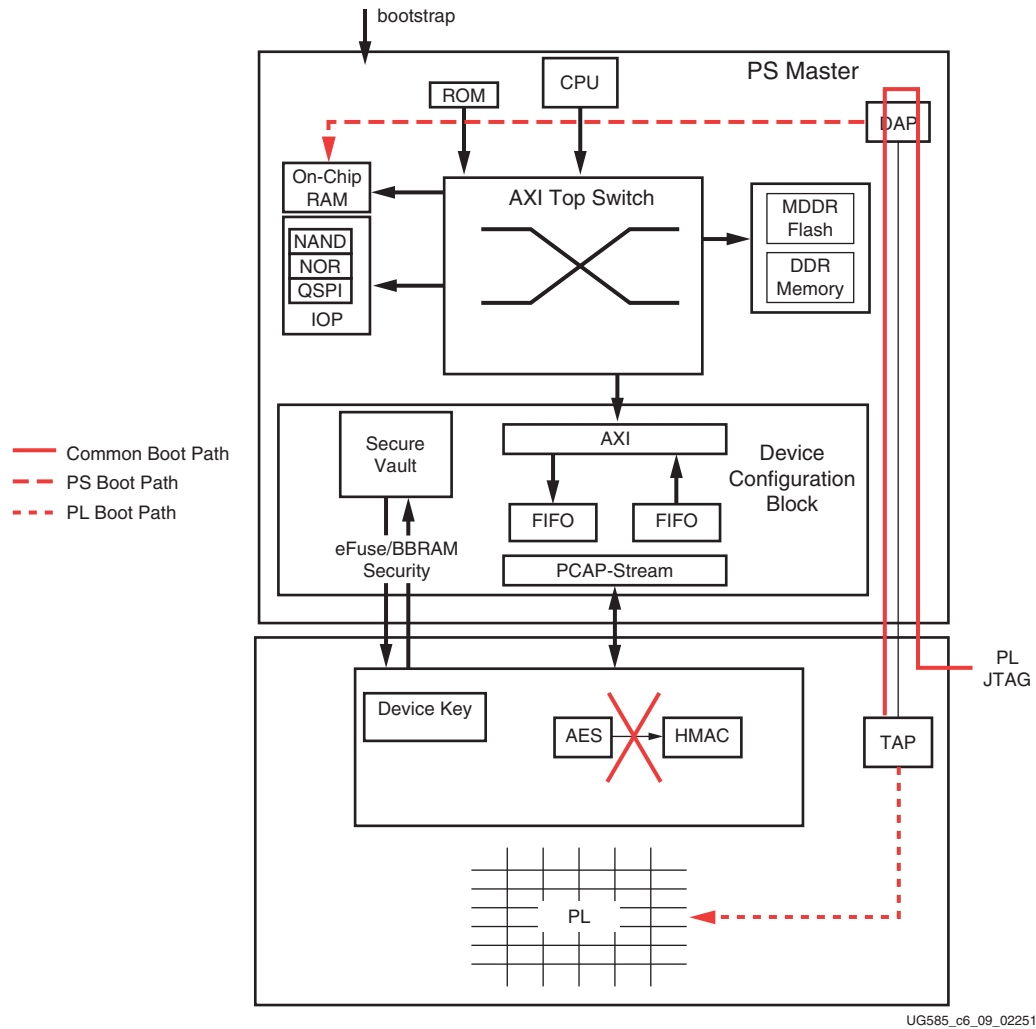 bootstrap
PS Master
CPU
ROM
DAP
On-Chip
RAM
AXI Top Switch
MDDR
Flash
DDR
Memory
NAND
NOR
QSPI
IOP
Secure
Vault
AXI
Device
Configuration
Block
FIFO
FIFO
Common Boot Path
PS Boot Path
PL Boot Path
eFuse/BBRAM
Security
PCAP-Stream
PL
JTAG
Device Key
AES
HMAC
TAP
PL
UG585_c6_09_02251